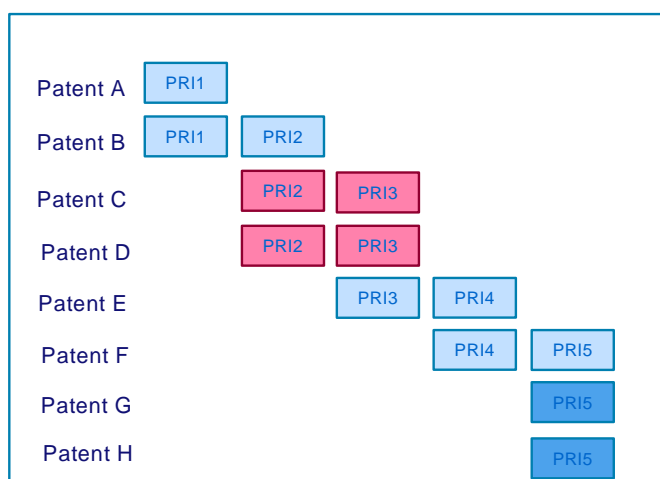 Patent A PRI1
Patent B PRI1 PRI2
Patent C PRI2 PRI3
Patent D PRI2 PRI3
Patent E PRI3 PRI4
Patent F PRI4 PRI5
Patent G PRI5
Patent H PRI5